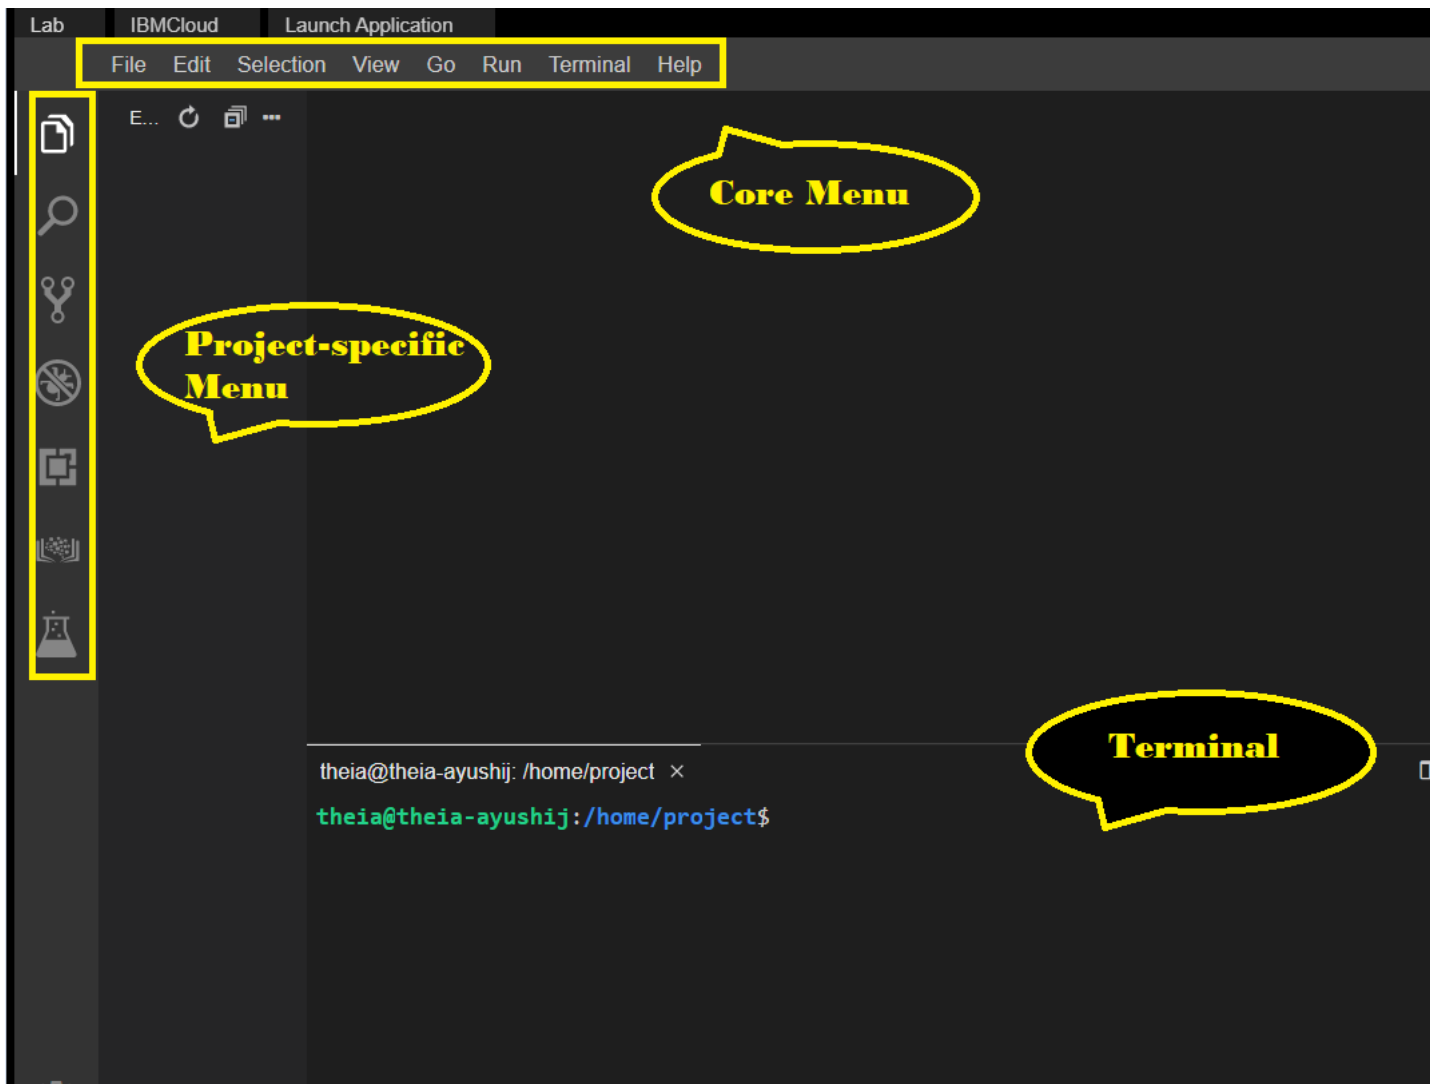 Lab IBMCloud Launch Application
File Edit Selection View Go Run Terminal Help
E...
Core Menu
Project-specific
Menu
Terminal
theia@theia-ayushij: /home/project ×
theia@theia-ayushij:/home/project$